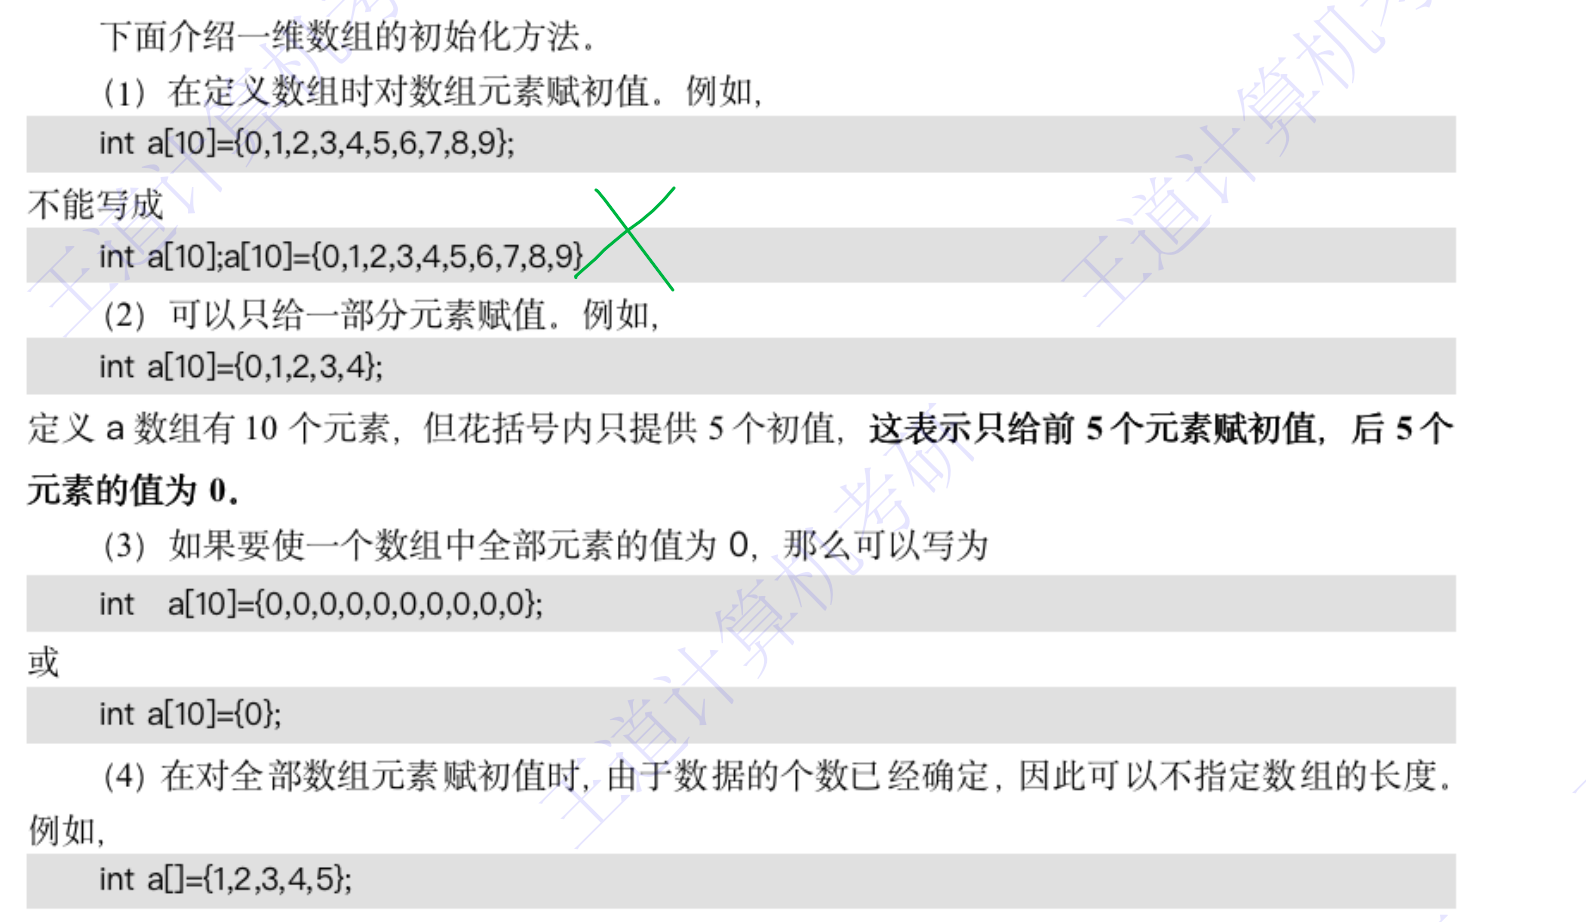 下面介绍一维数组的初始化方法。
(1) 在定义数组时对数组元素赋初值。例如，
int a[10]={0,1,2,3,4,5,6,7,8,9};
不能写成
int a[10];a[10]={0,1,2,3,4,5,6,7,8,9}
(2) 可以只给一部分元素赋值。例如，
int a[10]={0,1,2,3,4};
定义 a 数组有 10 个元素，但花括号内只提供 5 个初值，这表示只给前 5 个元素赋初值，后 5 个
元素的值为 0。
(3) 如果要使一个数组中全部元素的值为 0，那么可以写为
int a[10]={0,0,0,0,0,0,0,0,0,0};
或
int a[10]={0};
(4) 在对全部数组元素赋初值时，由于数据的个数已经确定，因此可以不指定数组的长度。
例如，
int a[]={1,2,3,4,5};
王道计算机考研
王道计算机考
王道计算机考研